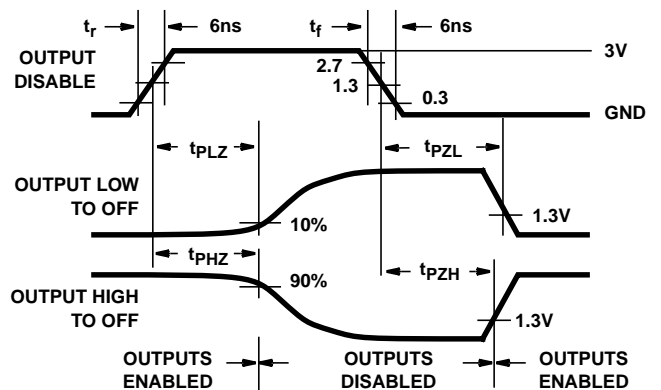 tr 6ns tf 6ns
OUTPUT
DISABLE
3V
2.7
1.3
0.3
GND
tPLZ tPZL
OUTPUT LOW
TO OFF
10%
1.3V
tPHZ tPZH
90%
OUTPUT HIGH
TO OFF
1.3V
OUTPUTS
ENABLED
OUTPUTS
DISABLED
OUTPUTS
ENABLED